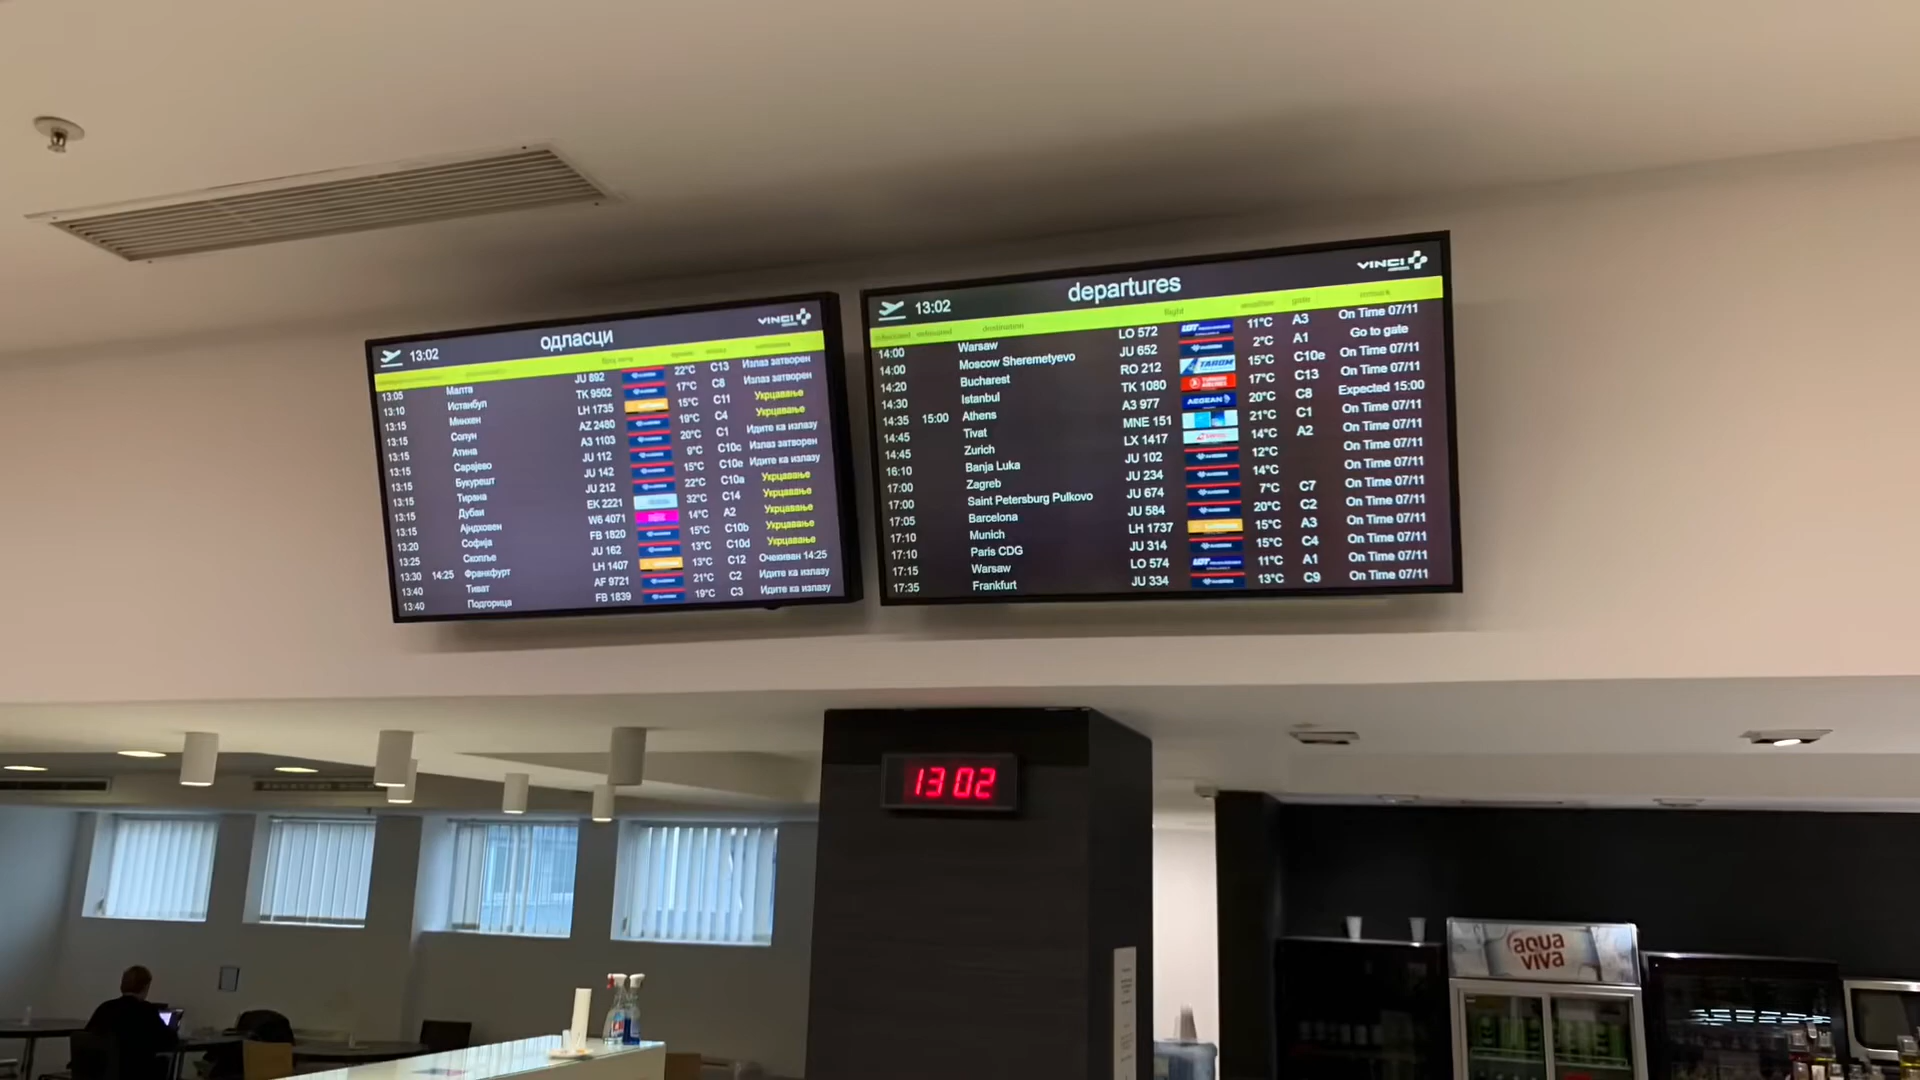 одласци
13:02
VINCI
13:05 Малта JU 892 22°C C13 Излаз затворен
13:10 Истанбул TK 9502 17°C C8 Излаз затворен
13:15 Минхен LH 1735 15°C C11 Укрцавање
13:15 Солун AZ 2480 19°C C4 Укрцавање
13:15 Атина A3 1103 20°C C1 Идите ка излазу
13:15 Сарајево JU 112 9°C C10c Излаз затворен
13:15 Букурешт JU 142 15°C C10e Идите ка излазу
13:15 Тирана JU 212 22°C C10a Укрцавање
13:15 Дубаи EK 2221 32°C C14 Укрцавање
13:15 Ајндховен W6 4071 14°C A2 Укрцавање
13:20 Софија FB 1820 15°C C10b Укрцавање
13:25 Скопље JU 162 13°C C10d Укрцавање
13:30 14:25 Франкфурт LH 1407 13°C C12 Очекиван 14:25
13:40 Тиват AF 9721 21°C C2 Идите ка излазу
13:40 Подгорица FB 1839 19°C C3 Идите ка излазу
13:02
departures
VINCI
destination flight weather gate remark
14:00 Warsaw LO 572 LOT 11°C A3 On Time 07/11
14:00 Moscow Sheremetyevo JU 652 2°C A1 Go to gate
14:20 Bucharest RO 212 TAROM 15°C C10e On Time 07/11
14:30 Istanbul TK 1080 TURKISH AIRLINES 17°C C13 On Time 07/11
14:35 15:00 Athens A3 977 AEGEAN 20°C C8 Expected 15:00
14:45 Tivat MNE 151 21°C C1 On Time 07/11
14:45 Zurich LX 1417 14°C A2 On Time 07/11
16:10 Banja Luka JU 102 12°C On Time 07/11
17:00 Zagreb JU 234 14°C On Time 07/11
17:00 Saint Petersburg Pulkovo JU 674 7°C C7 On Time 07/11
17:05 Barcelona JU 584 20°C C2 On Time 07/11
17:10 Munich LH 1737 15°C A3 On Time 07/11
17:10 Paris CDG JU 314 15°C C4 On Time 07/11
17:15 Warsaw LO 574 LOT 11°C A1 On Time 07/11
17:35 Frankfurt JU 334 13°C C9 On Time 07/11
13 02
aqua
viva